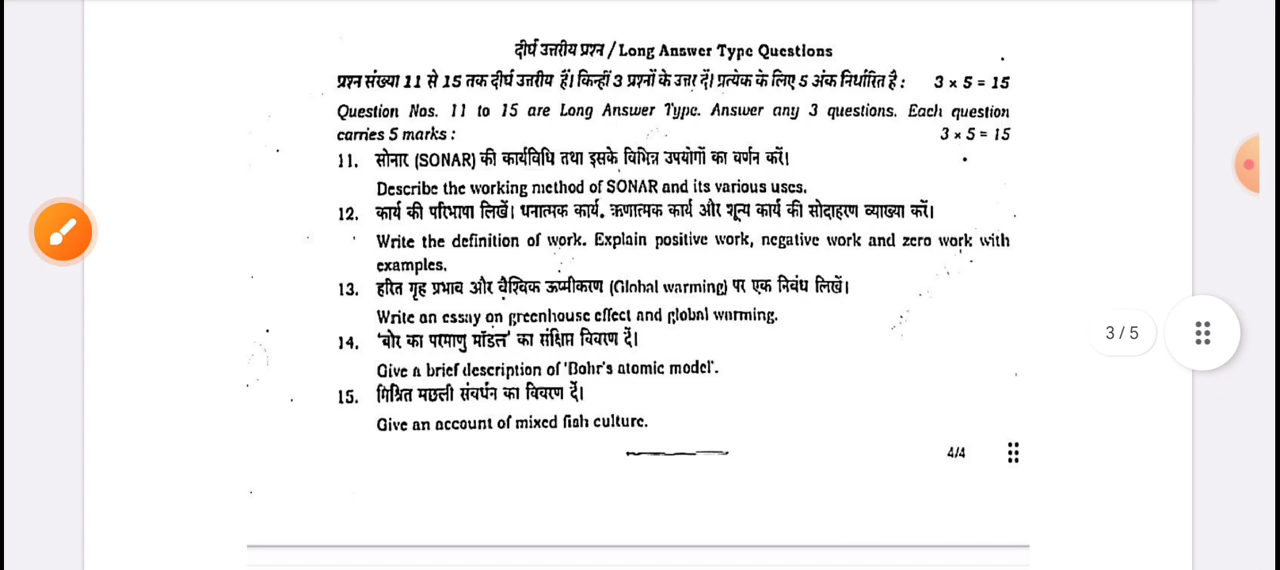 दीर्घ उत्तरीय प्रश्न / Long Answer Type Questions
प्रश्न संख्या 11 से 15 तक दीर्घ उत्तरीय हैं। किन्हीं 3 प्रश्नों के उत्तर दें। प्रत्येक के लिए 5 अंक निर्धारित है : 3 × 5 = 15
Question Nos. 11 to 15 are Long Answer Type. Answer any 3 questions. Each question
carries 5 marks : 3 × 5 = 15
11. सोनार (SONAR) की कार्यविधि तथा इसके विभिन्न उपयोगों का वर्णन करें।
Describe the working method of SONAR and its various uses.
12. कार्य की परिभाषा लिखें। धनात्मक कार्य, ऋणात्मक कार्य और शून्य कार्य की सोदाहरण व्याख्या करें।
Write the definition of work. Explain positive work, negative work and zero work with
examples.
13. हरित गृह प्रभाव और वैश्विक ऊष्मीकरण (Global warming) पर एक निबंध लिखें।
Write an essay on greenhouse effect and global warming.
14. 'बोर का परमाणु मॉडल' का संक्षिप्त विवरण दें।
Give a brief description of 'Bohr's atomic model'.
15. मिश्रित मछली संवर्धन का विवरण दें।
Give an account of mixed fish culture.
4/4
3 / 5